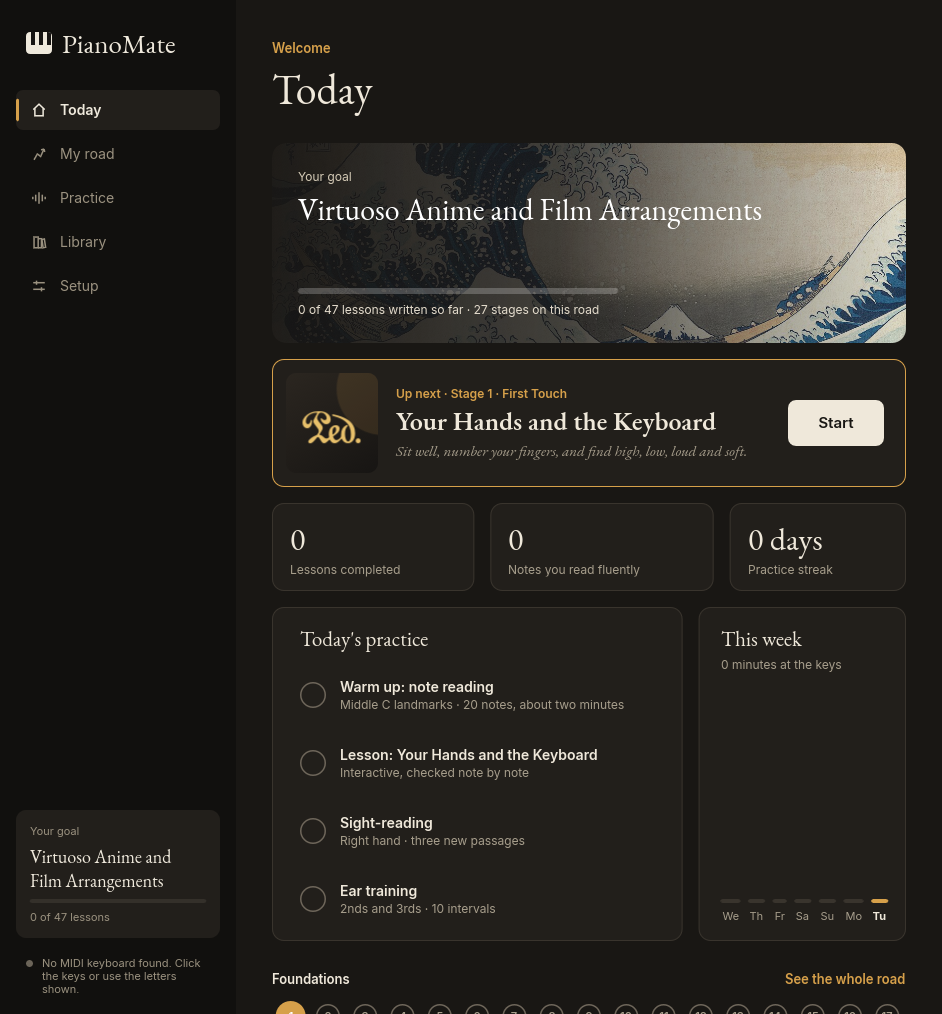 PianoMate
Today
My road
Practice
Library
Setup
Your goal
Virtuoso Anime and
Film Arrangements
0 of 47 lessons
No MIDI keyboard found. Click
the keys or use the letters
shown.
Welcome
Today
Your goal
Virtuoso Anime and Film Arrangements
0 of 47 lessons written so far · 27 stages on this road
Ped.
Up next · Stage 1 · First Touch
Your Hands and the Keyboard
Sit well, number your fingers, and find high, low, loud and soft.
Start
0
Lessons completed
0
Notes you read fluently
0 days
Practice streak
Today's practice
Warm up: note reading
Middle C landmarks · 20 notes, about two minutes
Lesson: Your Hands and the Keyboard
Interactive, checked note by note
Sight-reading
Right hand · three new passages
Ear training
2nds and 3rds · 10 intervals
This week
0 minutes at the keys
We Th Fr Sa Su Mo Tu
Foundations
See the whole road